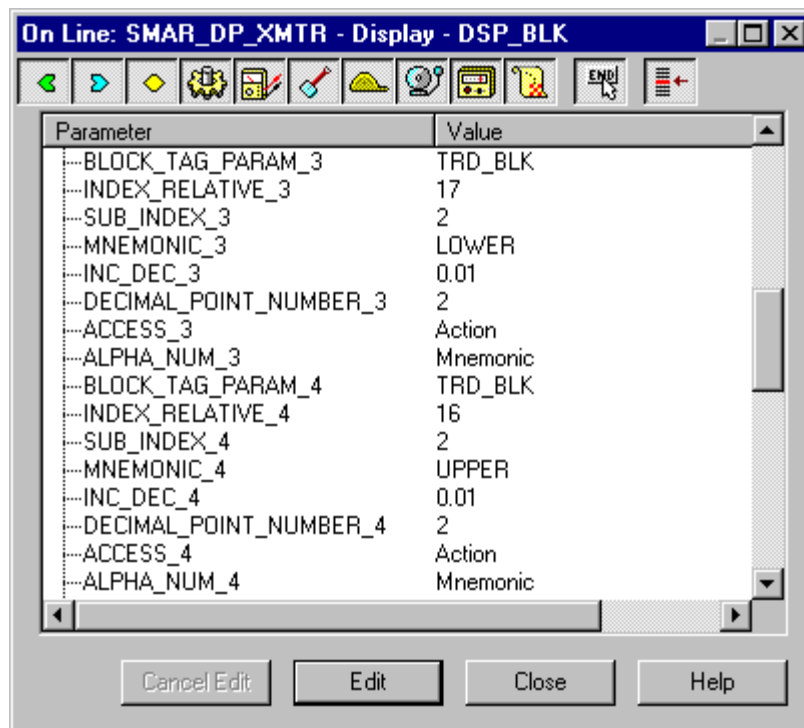 On Line: SMAR_DP_XMTR - Display - DSP_BLK
END
Parameter Value
BLOCK_TAG_PARAM_3 TRD_BLK
INDEX_RELATIVE_3 17
SUB_INDEX_3 2
MNEMONIC_3 LOWER
INC_DEC_3 0.01
DECIMAL_POINT_NUMBER_3 2
ACCESS_3 Action
ALPHA_NUM_3 Mnemonic
BLOCK_TAG_PARAM_4 TRD_BLK
INDEX_RELATIVE_4 16
SUB_INDEX_4 2
MNEMONIC_4 UPPER
INC_DEC_4 0.01
DECIMAL_POINT_NUMBER_4 2
ACCESS_4 Action
ALPHA_NUM_4 Mnemonic
Cancel Edit Edit Close Help